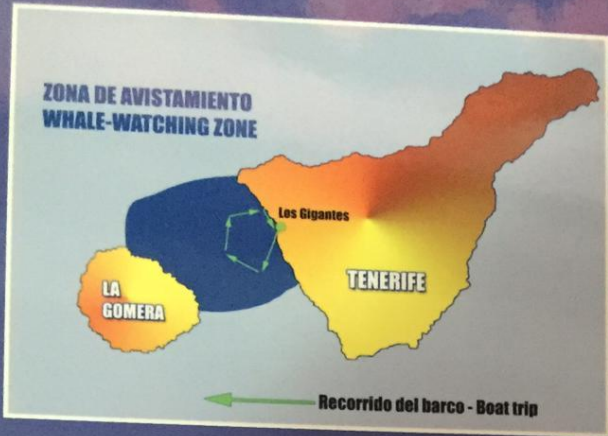 ZONA DE AVISTAMIENTO
WHALE-WATCHING ZONE
Los Gigantes
TENERIFE
LA
GOMERA
Recorrido del barco - Boat trip